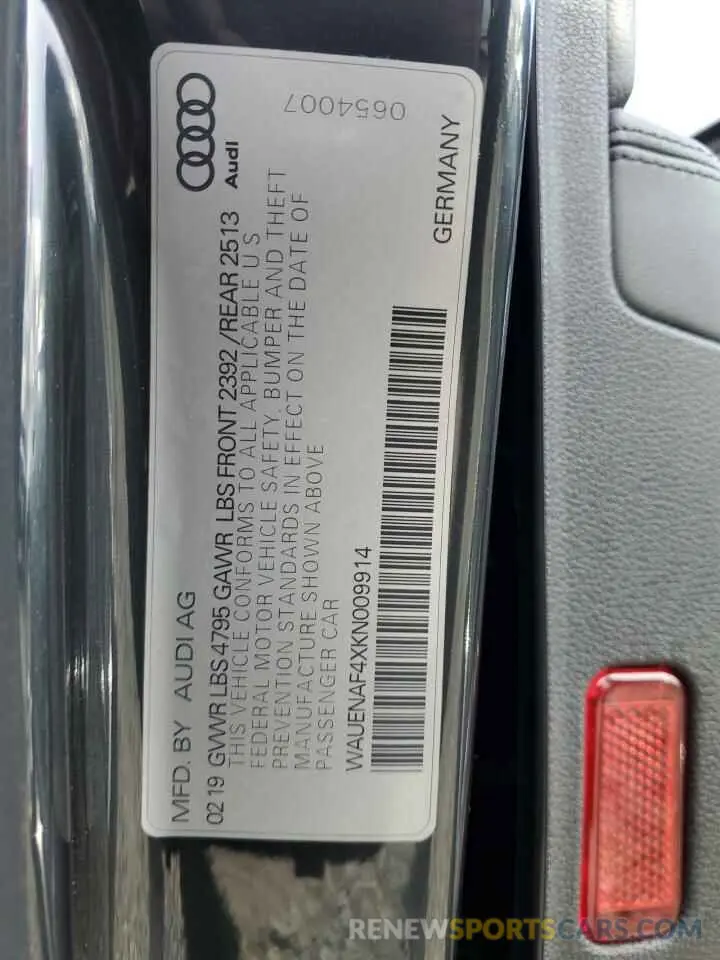 MFD. BY AUDI AG
0219 GVWR LBS 4795 GAWR LBS FRONT 2392 / REAR 2513
THIS VEHICLE CONFORMS TO ALL APPLICABLE U S
FEDERAL MOTOR VEHICLE SAFETY, BUMPER AND THEFT
PREVENTION STANDARDS IN EFFECT ON THE DATE OF
MANUFACTURE SHOWN ABOVE
PASSENGER CAR
WAUENAF4XKN009914
Audi
0654007
GERMANY
RENEWSPORTSCARS.COM